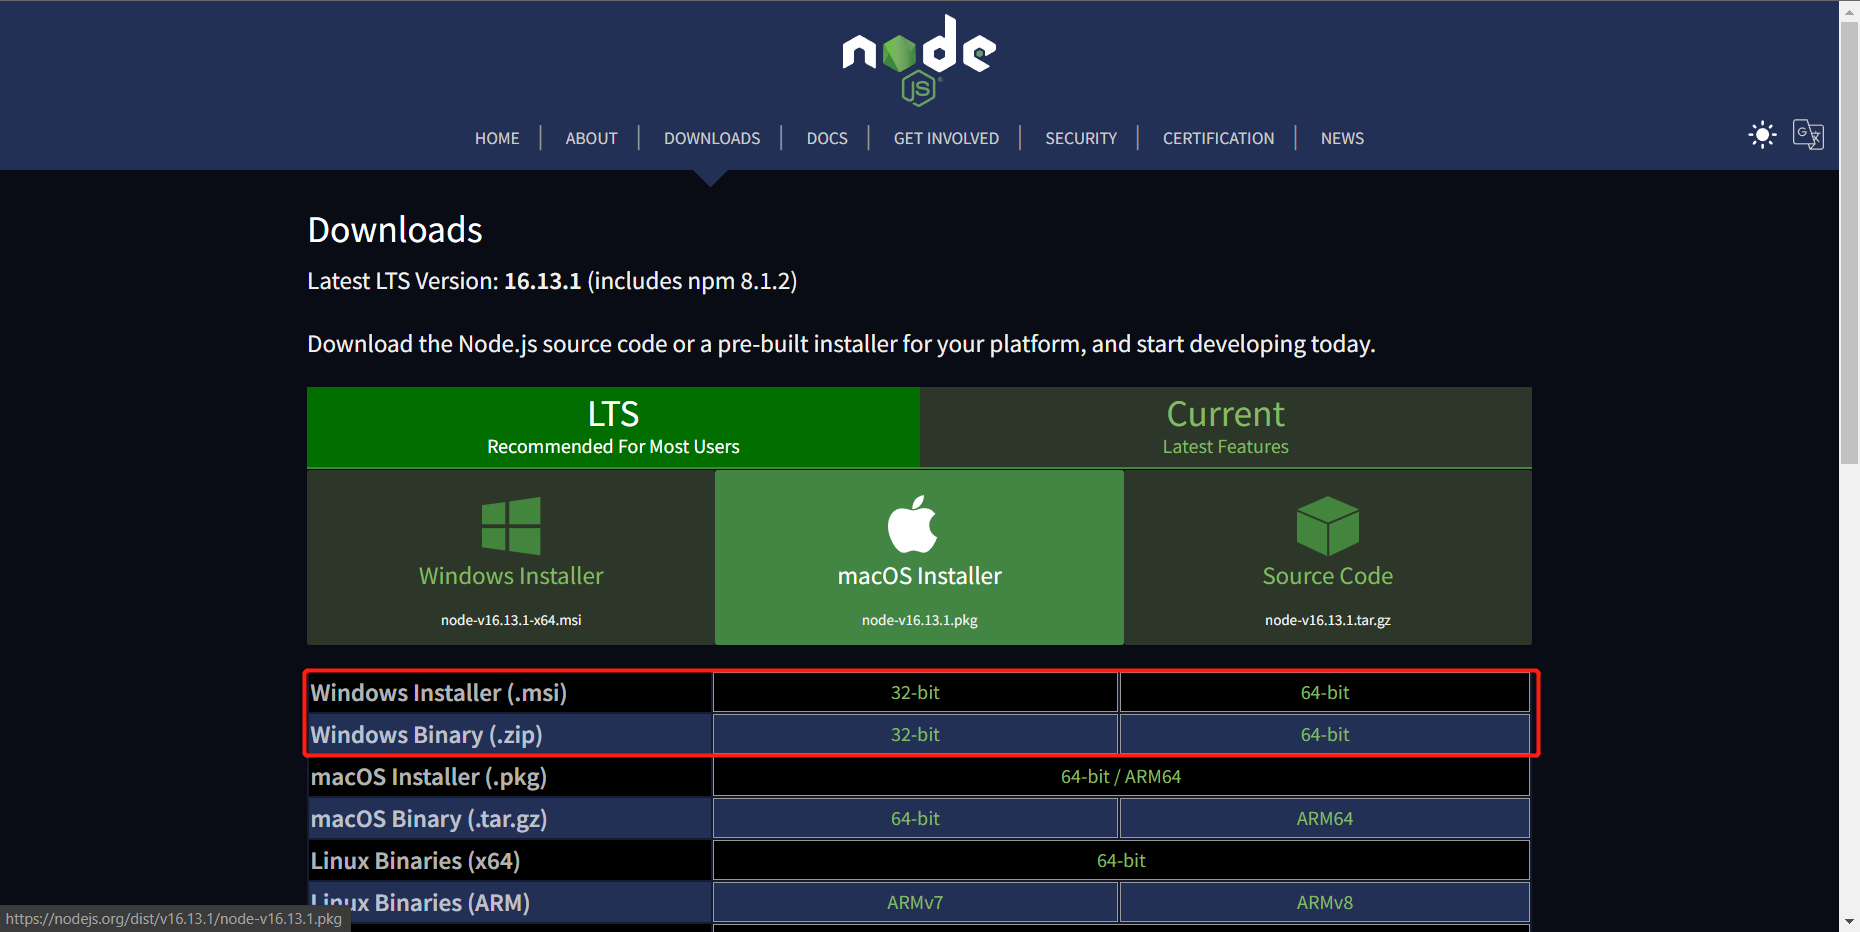 node
JS
HOME ABOUT DOWNLOADS DOCS GET INVOLVED SECURITY CERTIFICATION NEWS
Downloads
Latest LTS Version: 16.13.1 (includes npm 8.1.2)
Download the Node.js source code or a pre-built installer for your platform, and start developing today.
LTS
Recommended For Most Users
Current
Latest Features
Windows Installer
node-v16.13.1-x64.msi
macOS Installer
node-v16.13.1.pkg
Source Code
node-v16.13.1.tar.gz
Windows Installer (.msi) 32-bit 64-bit
Windows Binary (.zip) 32-bit 64-bit
macOS Installer (.pkg) 64-bit / ARM64
macOS Binary (.tar.gz) 64-bit ARM64
Linux Binaries (x64) 64-bit
Linux Binaries (ARM) ARMv7 ARMv8
https://nodejs.org/dist/v16.13.1/node-v16.13.1.pkg